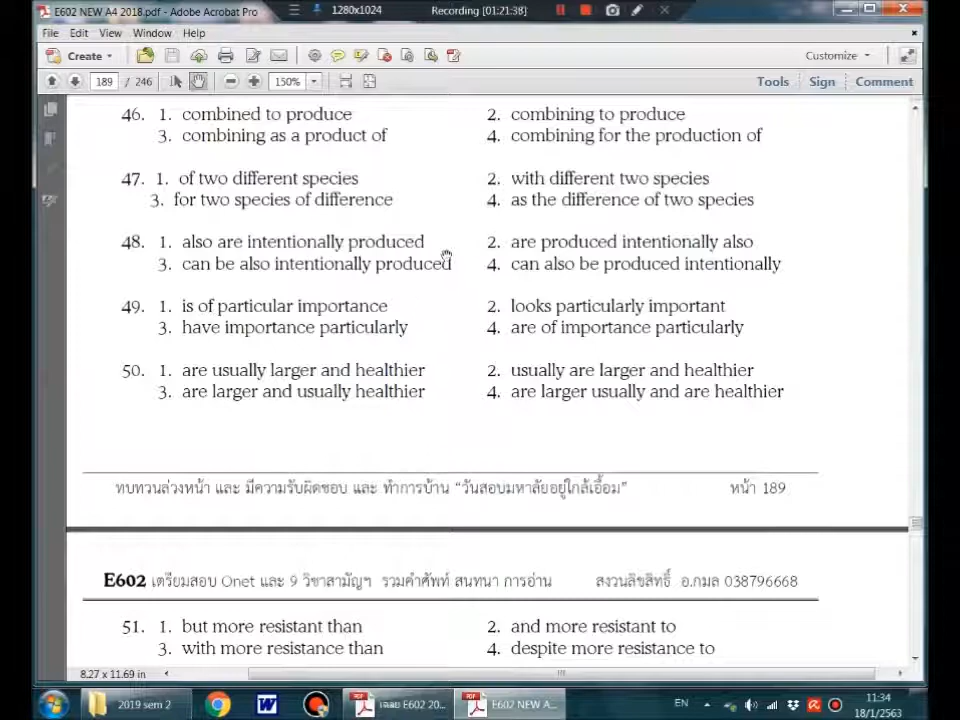 E602 NEW A4 2018.pdf - Adobe Acrobat Pro
1280x1024
Recording [01:21:38]
File Edit View Window Help
Create
Customize
189 / 246
150%
Tools Sign Comment
46. 1. combined to produce 2. combining to produce
3. combining as a product of 4. combining for the production of
47. 1. of two different species 2. with different two species
3. for two species of difference 4. as the difference of two species
48. 1. also are intentionally produced 2. are produced intentionally also
3. can be also intentionally produced 4. can also be produced intentionally
49. 1. is of particular importance 2. looks particularly important
3. have importance particularly 4. are of importance particularly
50. 1. are usually larger and healthier 2. usually are larger and healthier
3. are larger and usually healthier 4. are larger usually and are healthier
ทบทวนล่วงหน้า และ มีความรับผิดชอบ และ ทำการบ้าน “วันสอบมหาลัยอยู่ใกล้เอื้อม” หน้า 189
E602 เตรียมสอบ Onet และ 9 วิชาสามัญฯ รวมคำศัพท์ สนทนา การอ่าน สงวนลิขสิทธิ์ อ.กมล 038796668
51. 1. but more resistant than 2. and more resistant to
3. with more resistance than 4. despite more resistance to
8.27 x 11.69 in
2019 sem 2
เฉลย E602 20...
E602 NEW A...
EN
11:34
18/1/2563